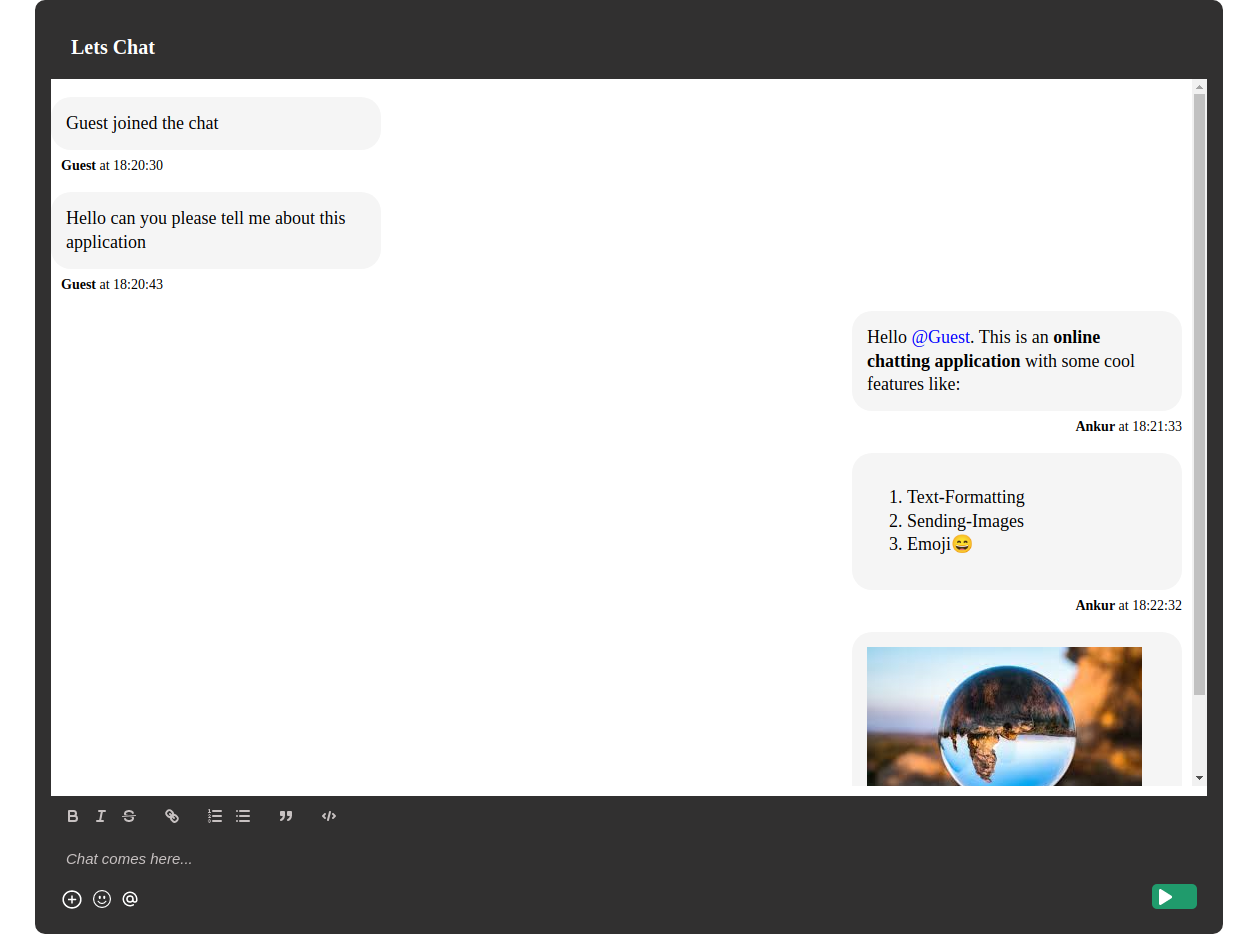 Lets Chat
Guest joined the chat
Guest at 18:20:30
Hello can you please tell me about this
application
Guest at 18:20:43
Hello @Guest. This is an online
chatting application with some cool
features like:
Ankur at 18:21:33
1. Text-Formatting
2. Sending-Images
3. Emoji😄
Ankur at 18:22:32
Chat comes here...